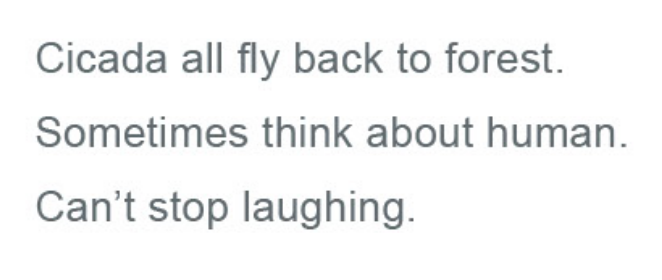 Cicada all fly back to forest.
Sometimes think about human.
Can’t stop laughing.